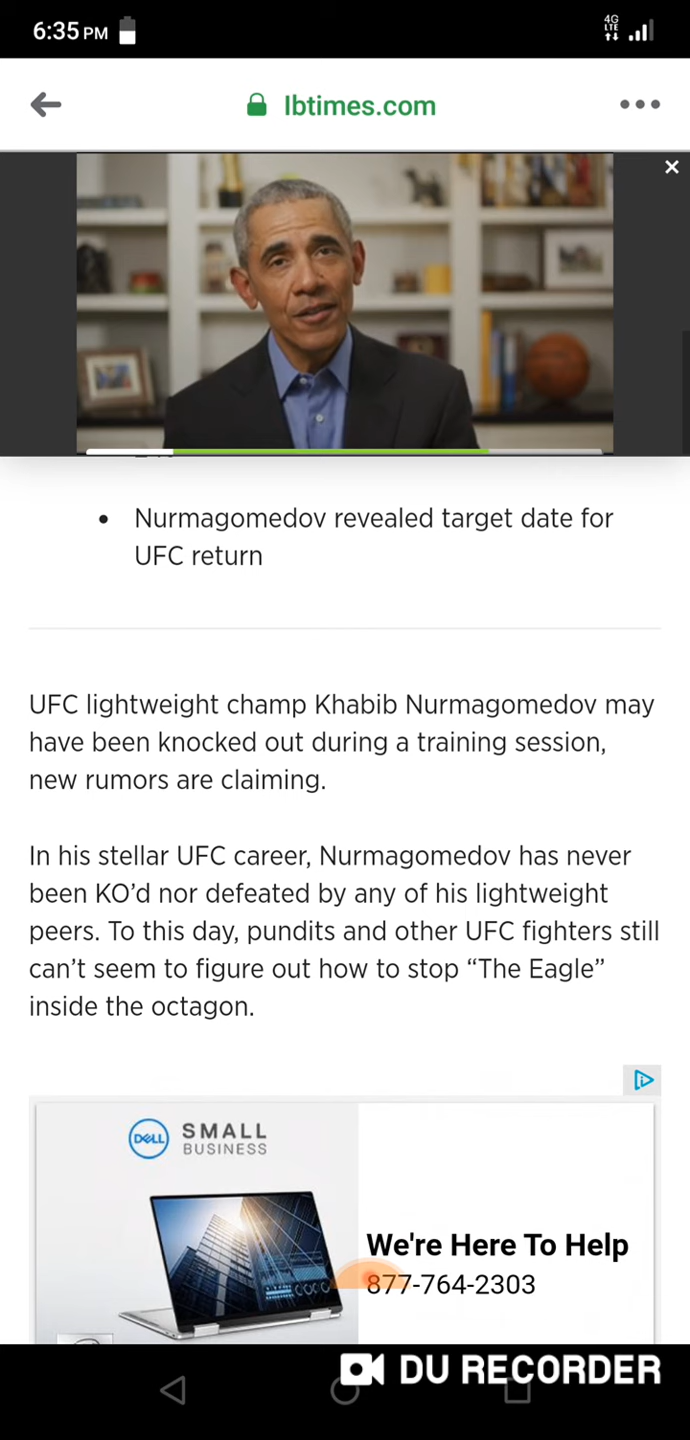 6:35 PM
4G
LTE
Ibtimes.com
Nurmagomedov revealed target date for
UFC return
UFC lightweight champ Khabib Nurmagomedov may
have been knocked out during a training session,
new rumors are claiming.
In his stellar UFC career, Nurmagomedov has never
been KO’d nor defeated by any of his lightweight
peers. To this day, pundits and other UFC fighters still
can’t seem to figure out how to stop “The Eagle”
inside the octagon.
DELL SMALL
BUSINESS
We're Here To Help
877-764-2303
DU RECORDER